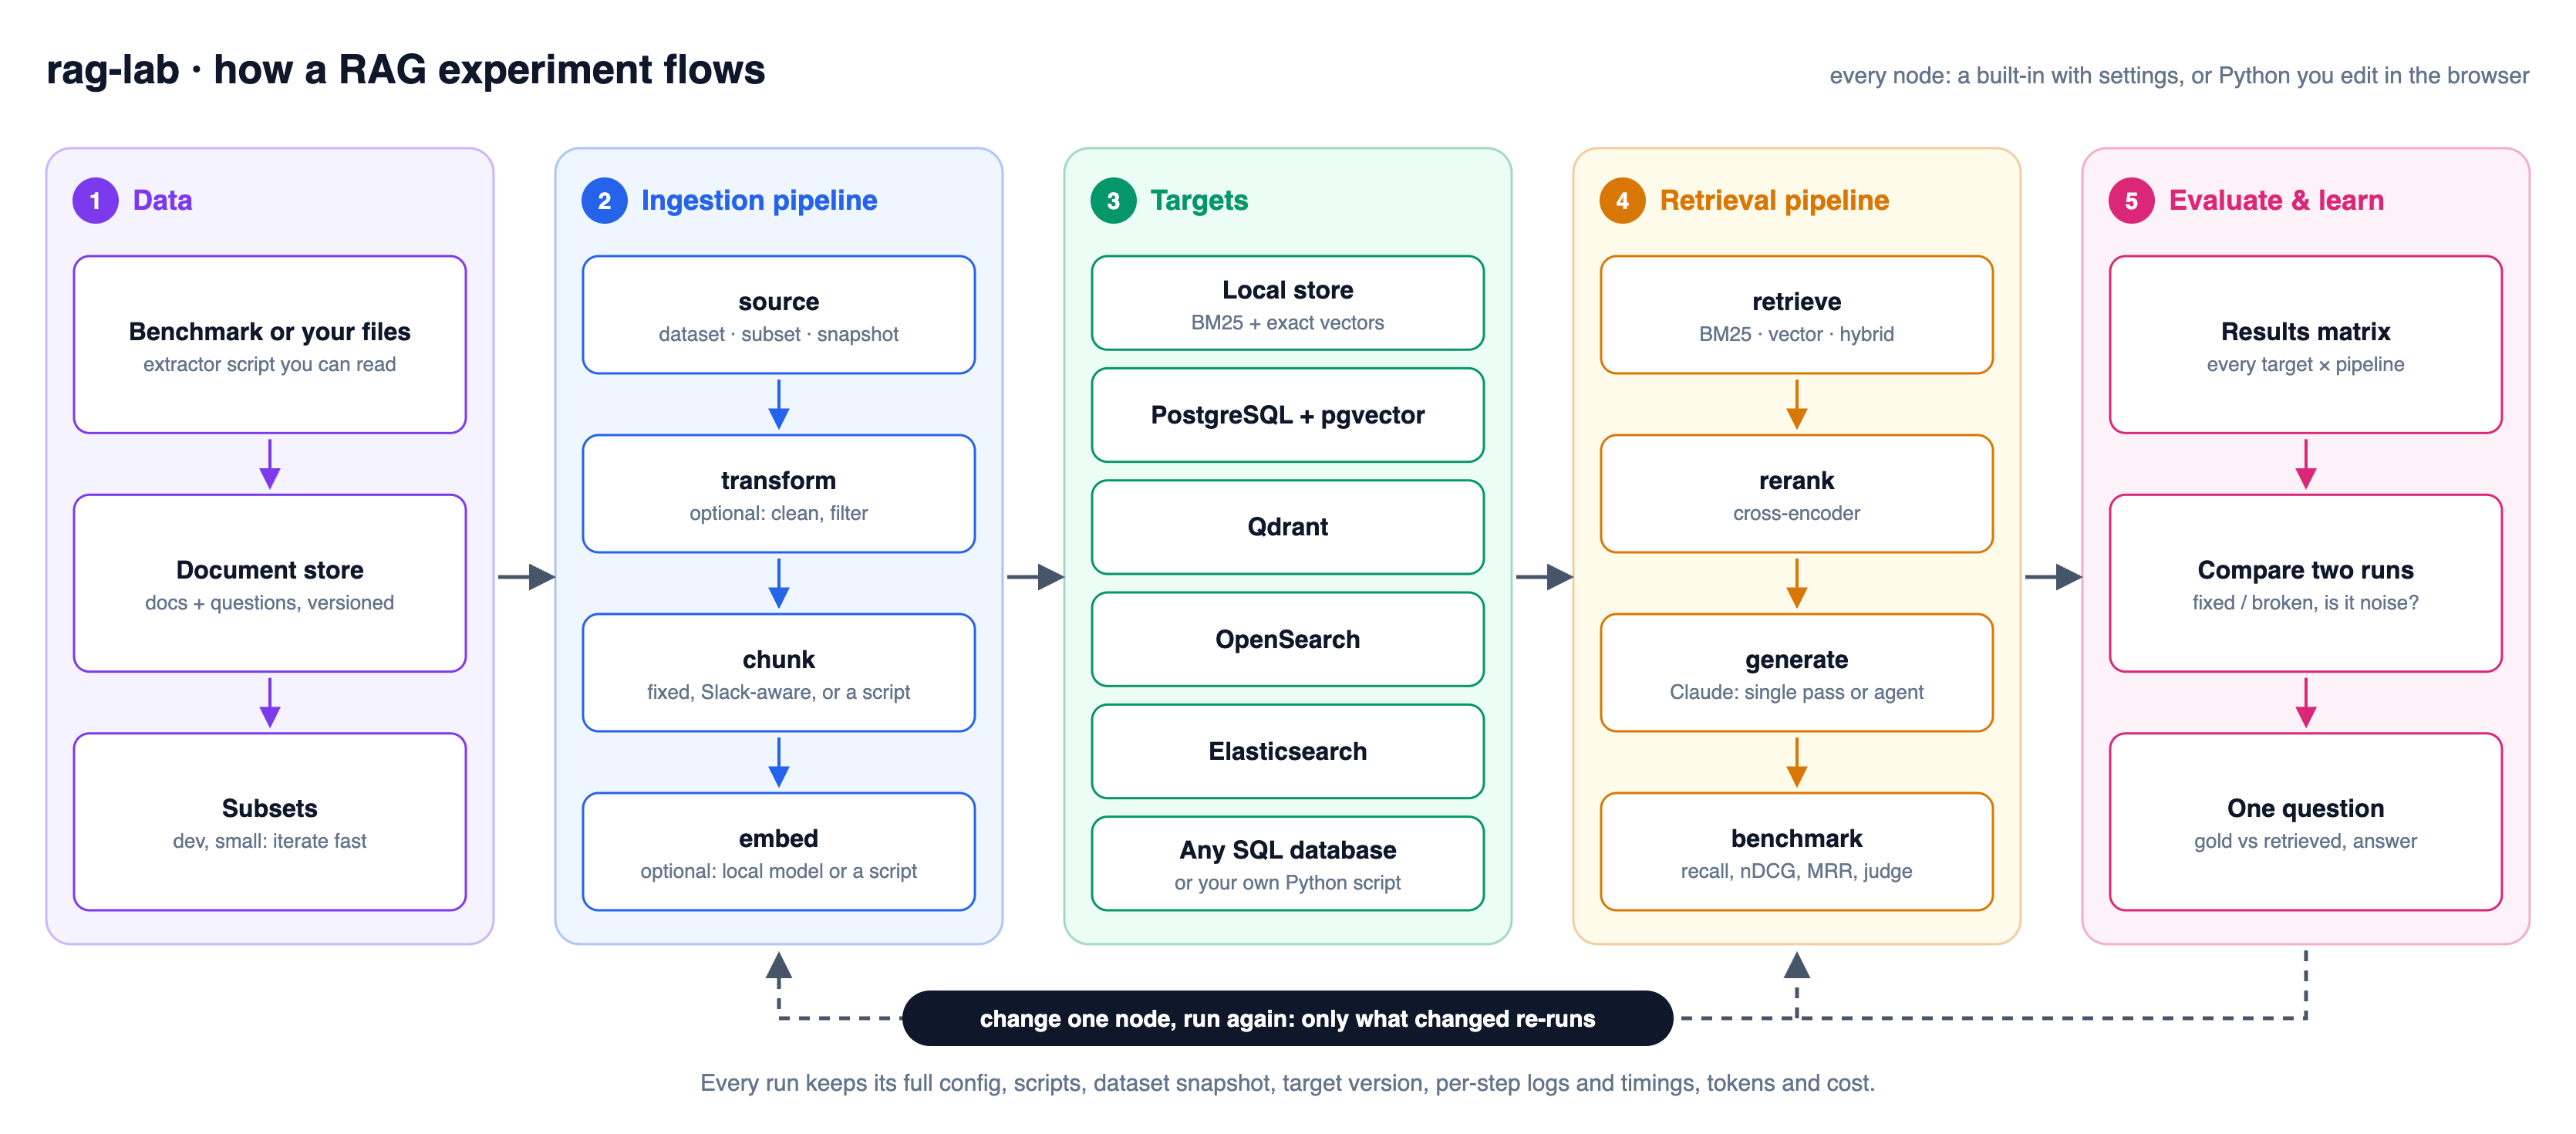 rag-lab · how a RAG experiment flows
every node: a built-in with settings, or Python you edit in the browser
1 Data
Benchmark or your files
extractor script you can read
Document store
docs + questions, versioned
Subsets
dev, small: iterate fast
2 Ingestion pipeline
source
dataset · subset · snapshot
transform
optional: clean, filter
chunk
fixed, Slack-aware, or a script
embed
optional: local model or a script
3 Targets
Local store
BM25 + exact vectors
PostgreSQL + pgvector
Qdrant
OpenSearch
Elasticsearch
Any SQL database
or your own Python script
4 Retrieval pipeline
retrieve
BM25 · vector · hybrid
rerank
cross-encoder
generate
Claude: single pass or agent
benchmark
recall, nDCG, MRR, judge
5 Evaluate & learn
Results matrix
every target × pipeline
Compare two runs
fixed / broken, is it noise?
One question
gold vs retrieved, answer
change one node, run again: only what changed re-runs
Every run keeps its full config, scripts, dataset snapshot, target version, per-step logs and timings, tokens and cost.